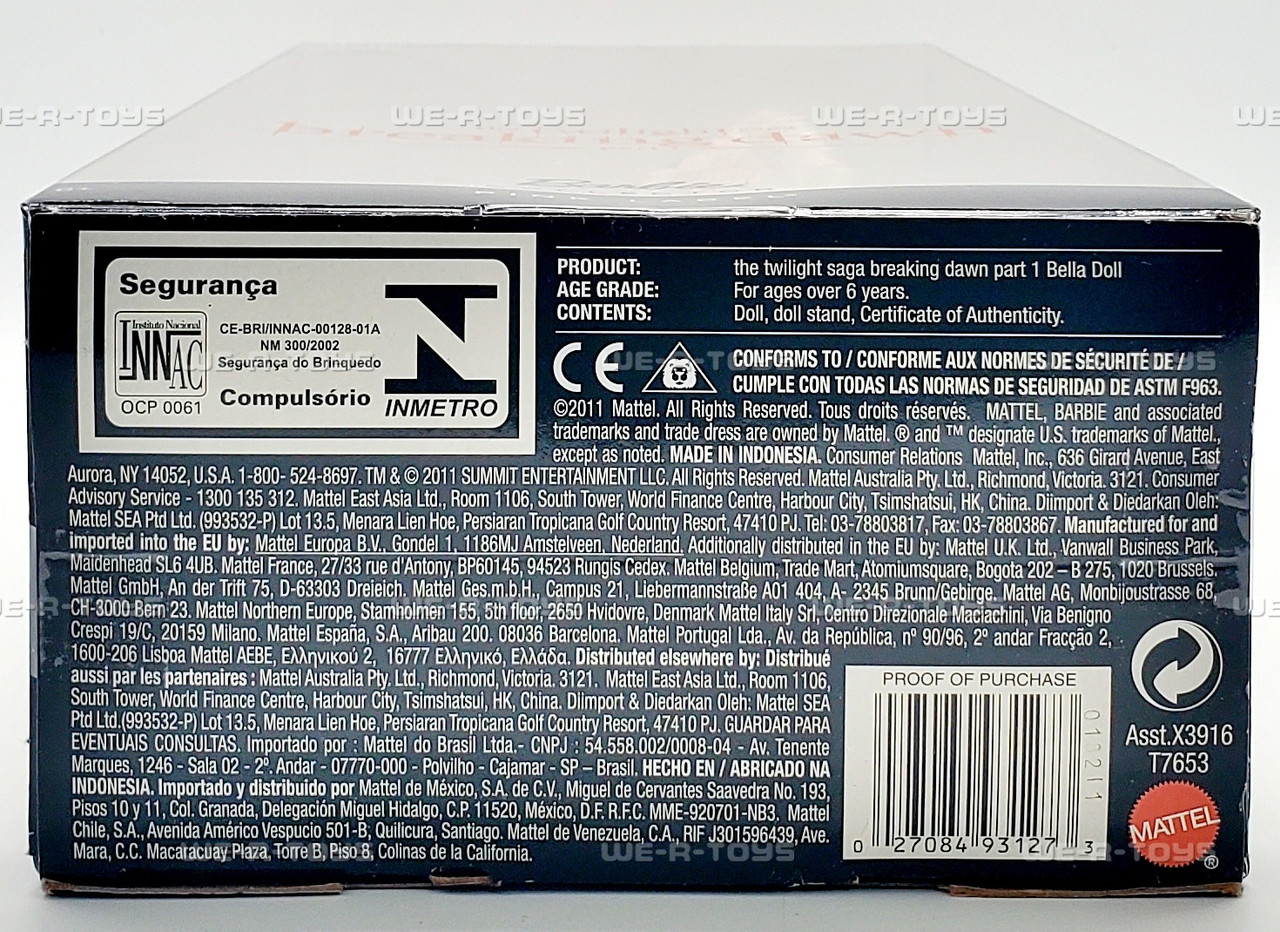 WE-R-TOYS
breaking dawn
Barbie
Segurança
Instituto Nacional
INNAC
OCP 0061
CE-BRI/INNAC-00128-01A
NM 300/2002
Segurança do Brinquedo
Compulsório
INMETRO
PRODUCT: the twilight saga breaking dawn part 1 Bella Doll
AGE GRADE: For ages over 6 years.
CONTENTS: Doll, doll stand, Certificate of Authenticity.
CE CONFORMS TO / CONFORME AUX NORMES DE SÉCURITÉ DE /
CUMPLE CON TODAS LAS NORMAS DE SEGURIDAD DE ASTM F963.
©2011 Mattel. All Rights Reserved. Tous droits réservés. MATTEL, BARBIE and associated
trademarks and trade dress are owned by Mattel. ® and ™ designate U.S. trademarks of Mattel.,
except as noted. MADE IN INDONESIA. Consumer Relations Mattel, Inc., 636 Girard Avenue, East
Aurora, NY 14052, U.S.A. 1-800- 524-8697. TM & © 2011 SUMMIT ENTERTAINMENT LLC. All Rights Reserved. Mattel Australia Pty. Ltd., Richmond, Victoria. 3121. Consumer
Advisory Service - 1300 135 312. Mattel East Asia Ltd., Room 1106, South Tower, World Finance Centre, Harbour City, Tsimshatsui, HK, China. Diimport & Diedarkan Oleh:
Mattel SEA Ptd Ltd. (993532-P) Lot 13.5, Menara Lien Hoe, Persiaran Tropicana Golf Country Resort, 47410 PJ. Tel: 03-78803817, Fax: 03-78803867. Manufactured for and
imported into the EU by: Mattel Europa B.V., Gondel 1, 1186MJ Amstelveen, Nederland. Additionally distributed in the EU by: Mattel U.K. Ltd., Vanwall Business Park,
Maidenhead SL6 4UB. Mattel France, 27/33 rue d'Antony, BP60145, 94523 Rungis Cedex. Mattel Belgium, Trade Mart, Atomiumsquare, Bogota 202 – B 275, 1020 Brussels.
Mattel GmbH, An der Trift 75, D-63303 Dreieich. Mattel Ges.m.b.H., Campus 21, Liebermannstraße A01 404, A- 2345 Brunn/Gebirge. Mattel AG, Monbijoustrasse 68,
CH-3000 Bern 23. Mattel Northern Europe, Stamholmen 155, 5th floor, 2650 Hvidovre, Denmark Mattel Italy Srl, Centro Direzionale Maciachini, Via Benigno
Crespi 19/C, 20159 Milano. Mattel España, S.A., Aribau 200. 08036 Barcelona. Mattel Portugal Lda., Av. da República, nº 90/96, 2º andar Fracção 2,
1600-206 Lisboa Mattel AEBE, Ελληνικού 2, 16777 Ελληνικό, Ελλάδα. Distributed elsewhere by: Distribué
aussi par les partenaires : Mattel Australia Pty. Ltd., Richmond, Victoria. 3121. Mattel East Asia Ltd., Room 1106,
South Tower, World Finance Centre, Harbour City, Tsimshatsui, HK, China. Diimport & Diedarkan Oleh: Mattel SEA
Ptd Ltd.(993532-P) Lot 13.5, Menara Lien Hoe, Persiaran Tropicana Golf Country Resort, 47410 PJ. GUARDAR PARA
EVENTUAIS CONSULTAS. Importado por : Mattel do Brasil Ltda.- CNPJ : 54.558.002/0008-04 - Av. Tenente
Marques, 1246 - Sala 02 - 2º. Andar - 07770-000 - Polvilho - Cajamar - SP – Brasil. HECHO EN / ABRICADO NA
INDONESIA. Importado y distribuido por Mattel de México, S.A. de C.V., Miguel de Cervantes Saavedra No. 193,
Pisos 10 y 11, Col. Granada, Delegación Miguel Hidalgo, C.P. 11520, México, D.F. R.F.C. MME-920701-NB3. Mattel
Chile, S.A., Avenida Américo Vespucio 501-B, Quilicura, Santiago. Mattel de Venezuela, C.A., RIF J301596439, Ave.
Mara, C.C. Macaracuay Plaza, Torre B, Piso 8, Colinas de la California.
PROOF OF PURCHASE
0 27084 93127 3
Asst.X3916
T7653
MATTEL
®